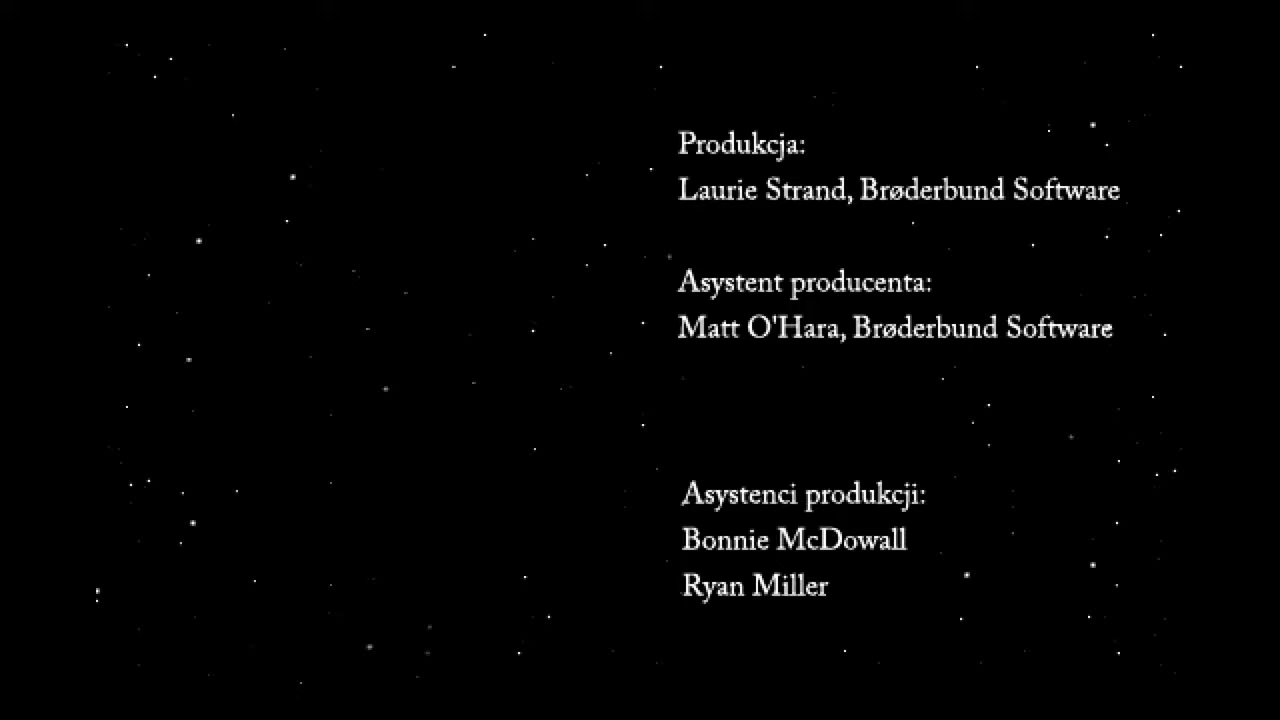 Produkcja:
Laurie Strand, Brøderbund Software
Asystent producenta:
Matt O'Hara, Brøderbund Software
Asystenci produkcji:
Bonnie McDowall
Ryan Miller